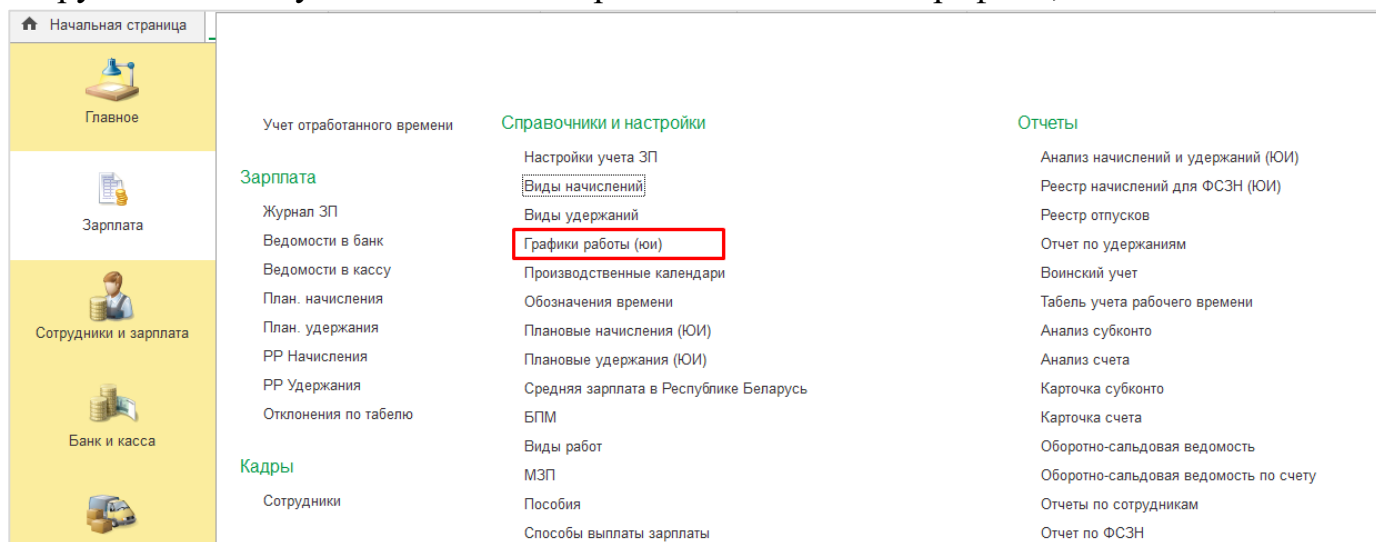 Начальная страница
Главное
Зарплата
Сотрудники и зарплата
Банк и касса
Учет отработанного времени
Зарплата
Журнал ЗП
Ведомости в банк
Ведомости в кассу
План. начисления
План. удержания
РР Начисления
РР Удержания
Отклонения по табелю
Кадры
Сотрудники
Справочники и настройки
Настройки учета ЗП
Виды начислений
Виды удержаний
Графики работы (юи)
Производственные календари
Обозначения времени
Плановые начисления (ЮИ)
Плановые удержания (ЮИ)
Средняя зарплата в Республике Беларусь
БПМ
Виды работ
МЗП
Пособия
Способы выплаты зарплаты
Отчеты
Анализ начислений и удержаний (ЮИ)
Реестр начислений для ФСЗН (ЮИ)
Реестр отпусков
Отчет по удержаниям
Воинский учет
Табель учета рабочего времени
Анализ субконто
Анализ счета
Карточка субконто
Карточка счета
Оборотно-сальдовая ведомость
Оборотно-сальдовая ведомость по счету
Отчеты по сотрудникам
Отчет по ФСЗН